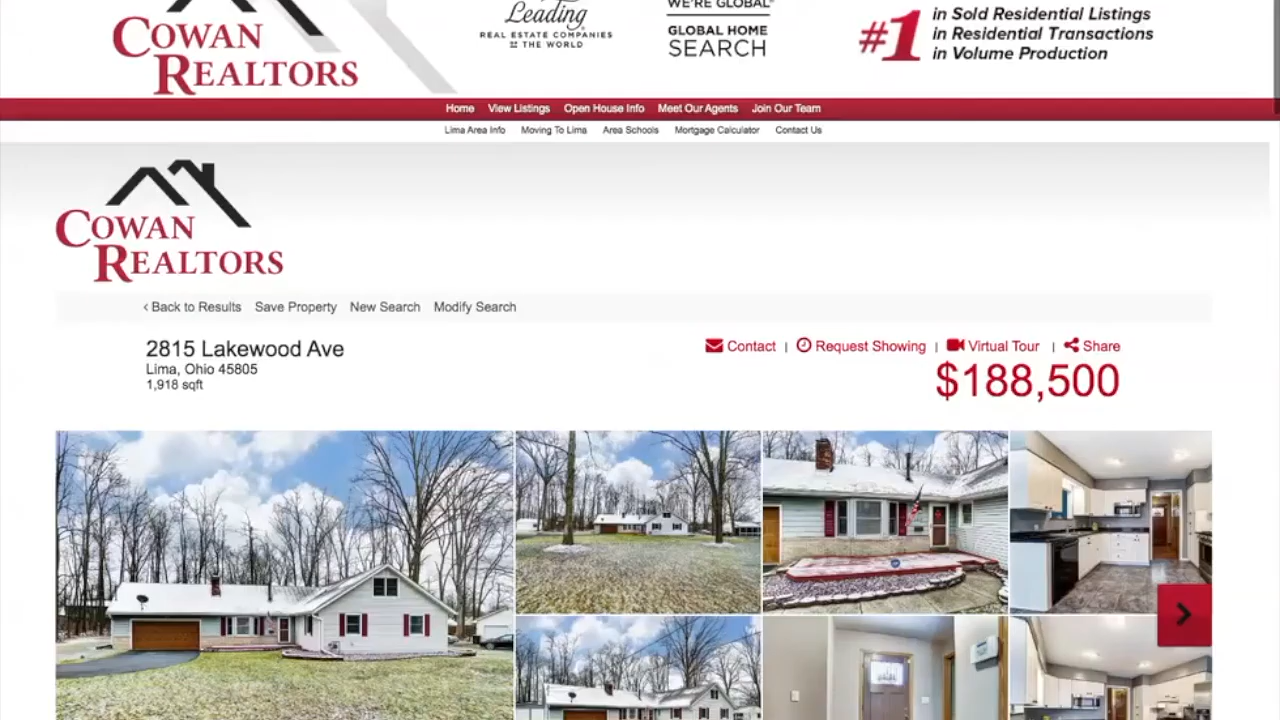 Leading
REAL ESTATE COMPANIES
OF THE WORLD
WE'RE GLOBAL
GLOBAL HOME
SEARCH
#1
in Sold Residential Listings
in Residential Transactions
in Volume Production
COWAN
REALTORS
Home View Listings Open House Info Meet Our Agents Join Our Team
Lima Area Info Moving To Lima Area Schools Mortgage Calculator Contact Us
COWAN
REALTORS
‹ Back to Results Save Property New Search Modify Search
2815 Lakewood Ave
Lima, Ohio 45805
1,918 sqft
Contact | Request Showing | Virtual Tour | Share
$188,500